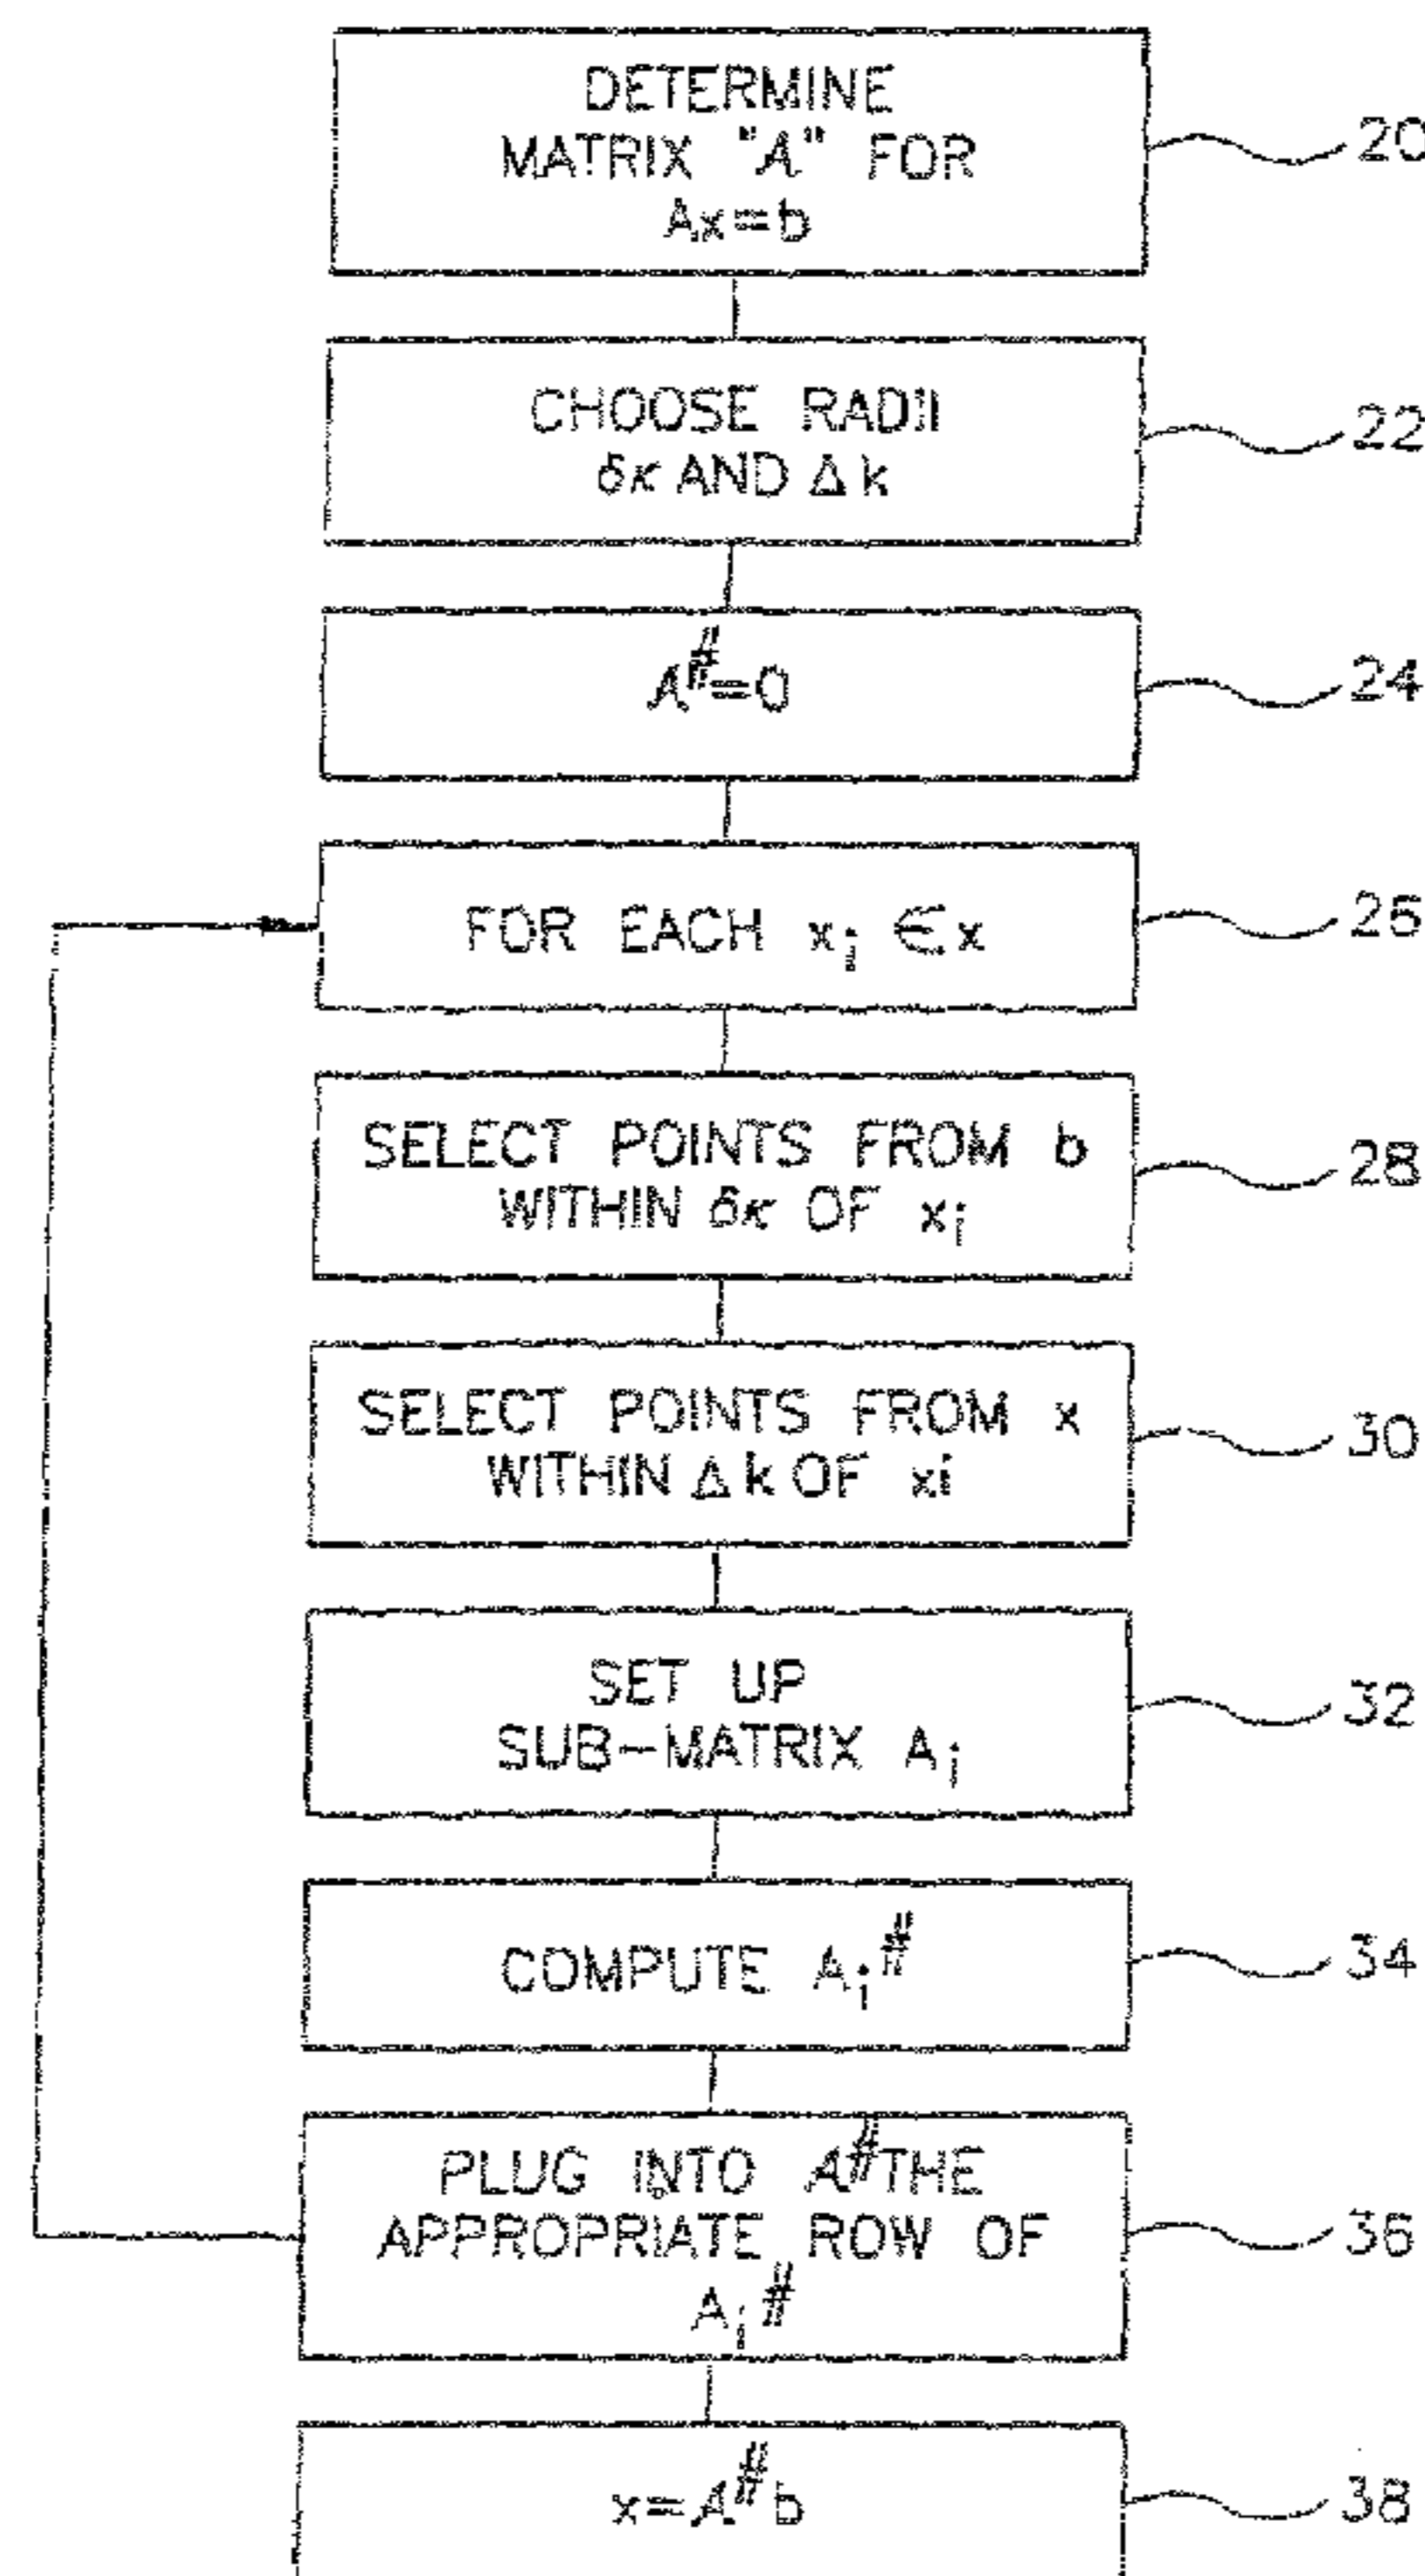 DETERMINE
MATRIX "A" FOR
Ax=b
20
CHOOSE RADII
δκ AND Δk
22
A#=0
24
FOR EACH xi ∈ x
26
SELECT POINTS FROM b
WITHIN δκ OF xi
28
SELECT POINTS FROM x
WITHIN Δk OF xi
30
SET UP
SUB-MATRIX Ai
32
COMPUTE Ai#
34
PLUG INTO A# THE
APPROPRIATE ROW OF
Ai#
36
x=A#b
38